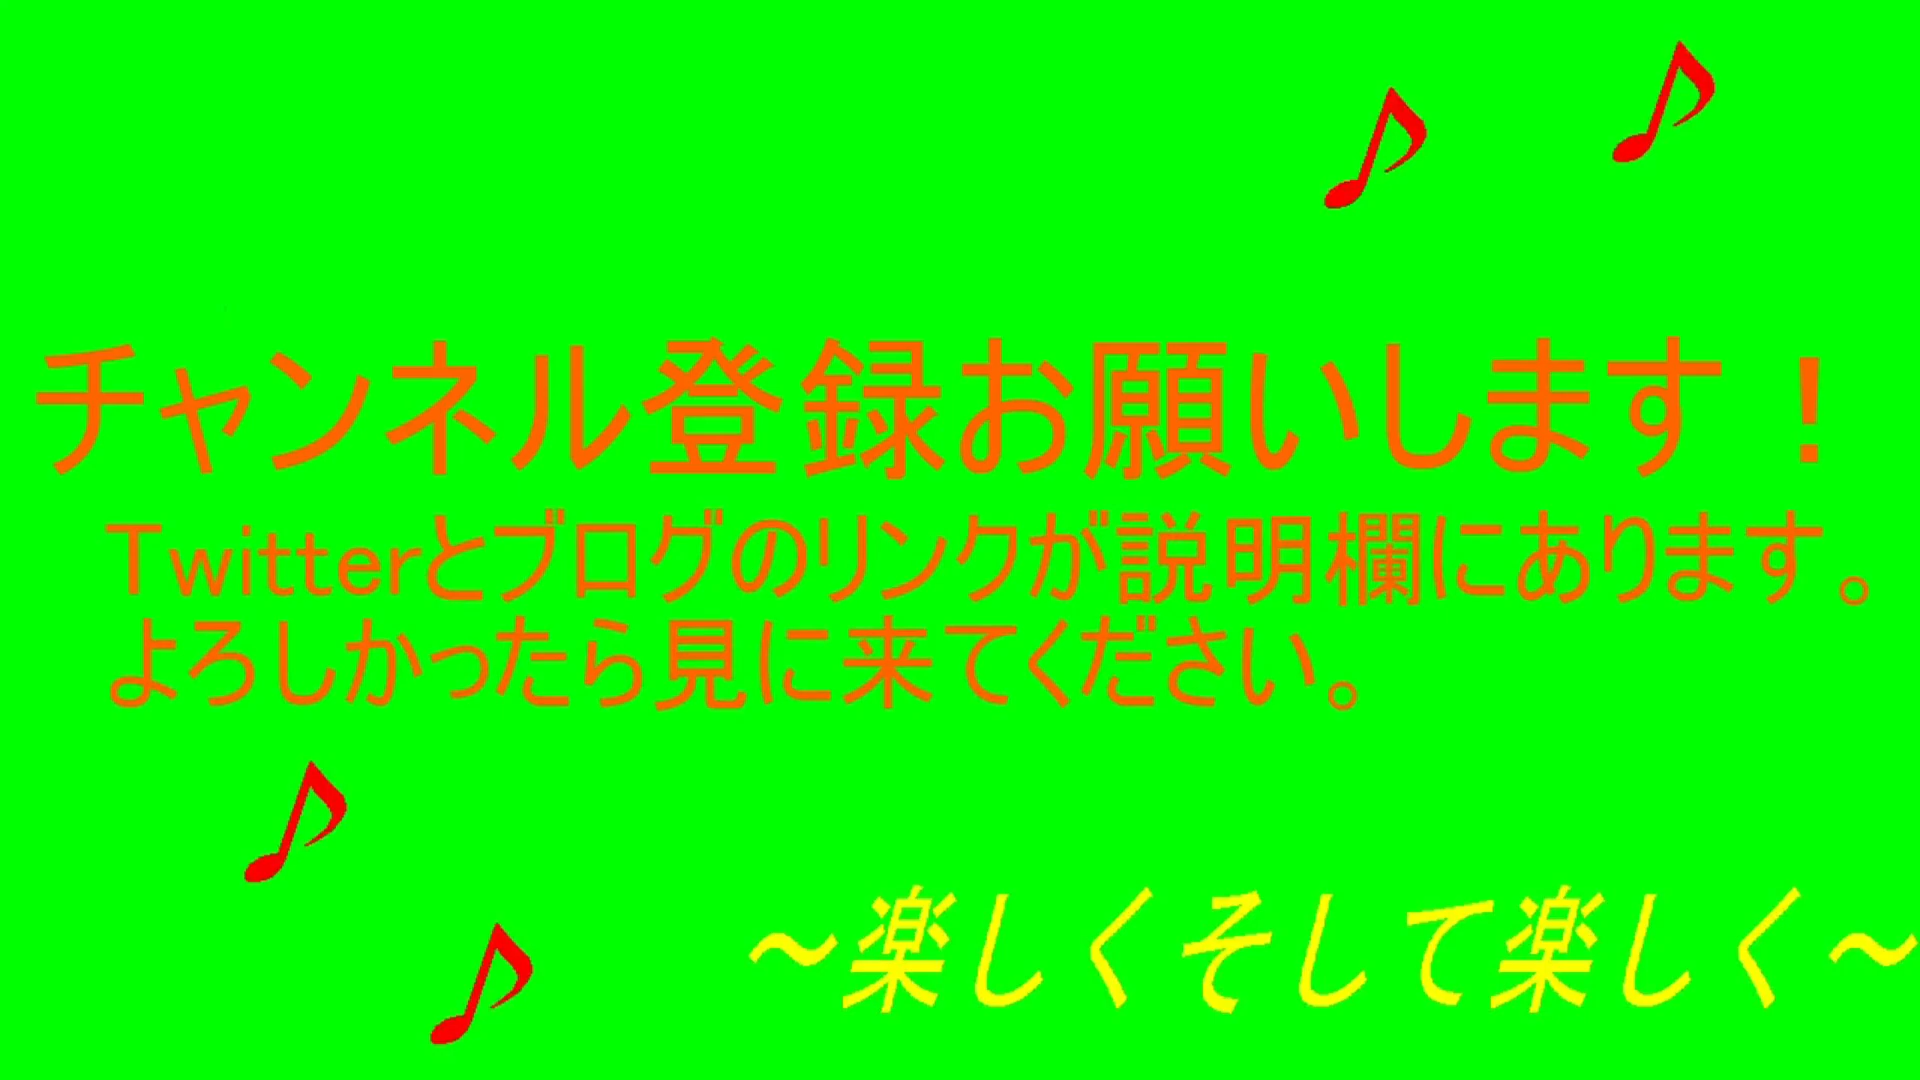 チャンネル登録お願いします！
Twitterとブログのリンクが説明欄にあります。
よろしかったら見に来てください。
～楽しくそして楽しく～